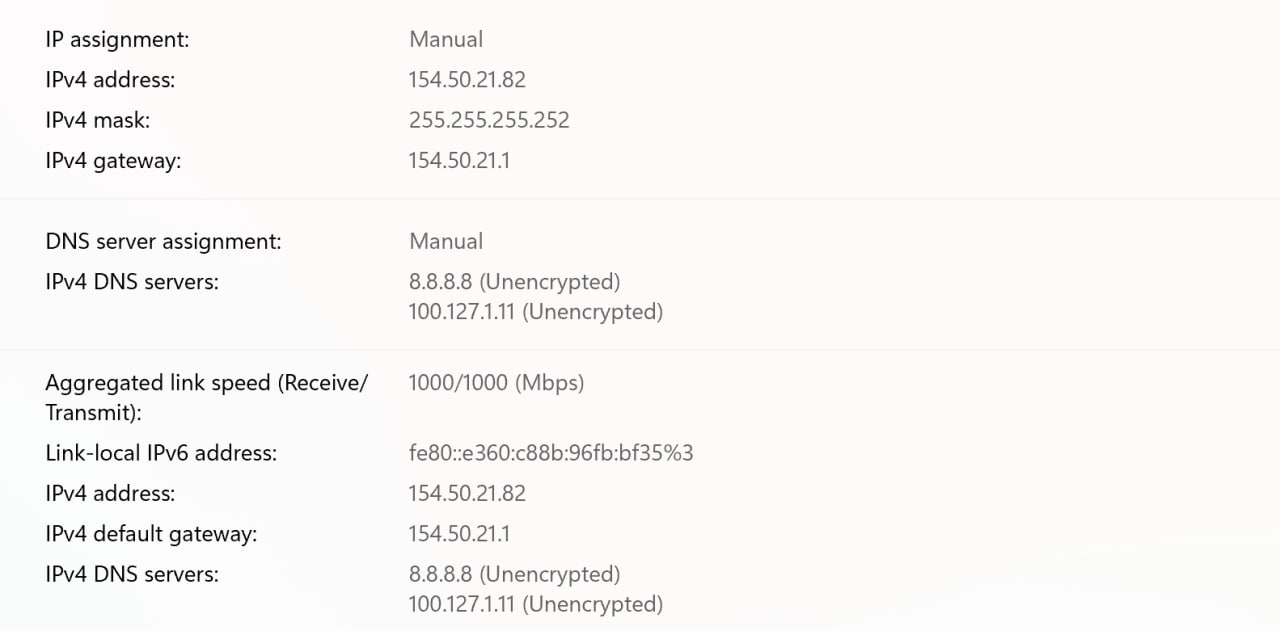 IP assignment: Manual
IPv4 address: 154.50.21.82
IPv4 mask: 255.255.255.252
IPv4 gateway: 154.50.21.1
DNS server assignment: Manual
IPv4 DNS servers: 8.8.8.8 (Unencrypted)
100.127.1.11 (Unencrypted)
Aggregated link speed (Receive/ 1000/1000 (Mbps)
Transmit):
Link-local IPv6 address: fe80::e360:c88b:96fb:bf35%3
IPv4 address: 154.50.21.82
IPv4 default gateway: 154.50.21.1
IPv4 DNS servers: 8.8.8.8 (Unencrypted)
100.127.1.11 (Unencrypted)